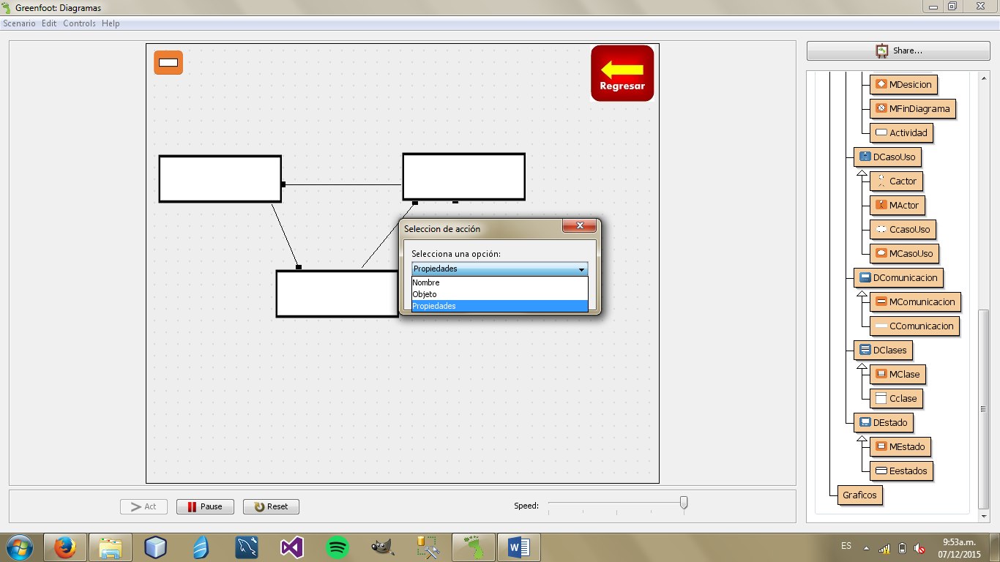 Greenfoot: Diagramas
Scenario Edit Controls Help
Regresar
Seleccion de acción
Selecciona una opción:
Propiedades
Nombre
Objeto
Propiedades
Act
Pause
Reset
Speed:
Share...
MDesicion
MFinDiagrama
Actividad
DCasoUso
Cactor
MActor
CcasoUso
MCasoUso
DComunicacion
MComunicacion
CComunicacion
DClases
MClase
Cclase
DEstado
MEstado
Eestados
Graficos
ES
9:53a.m.
07/12/2015